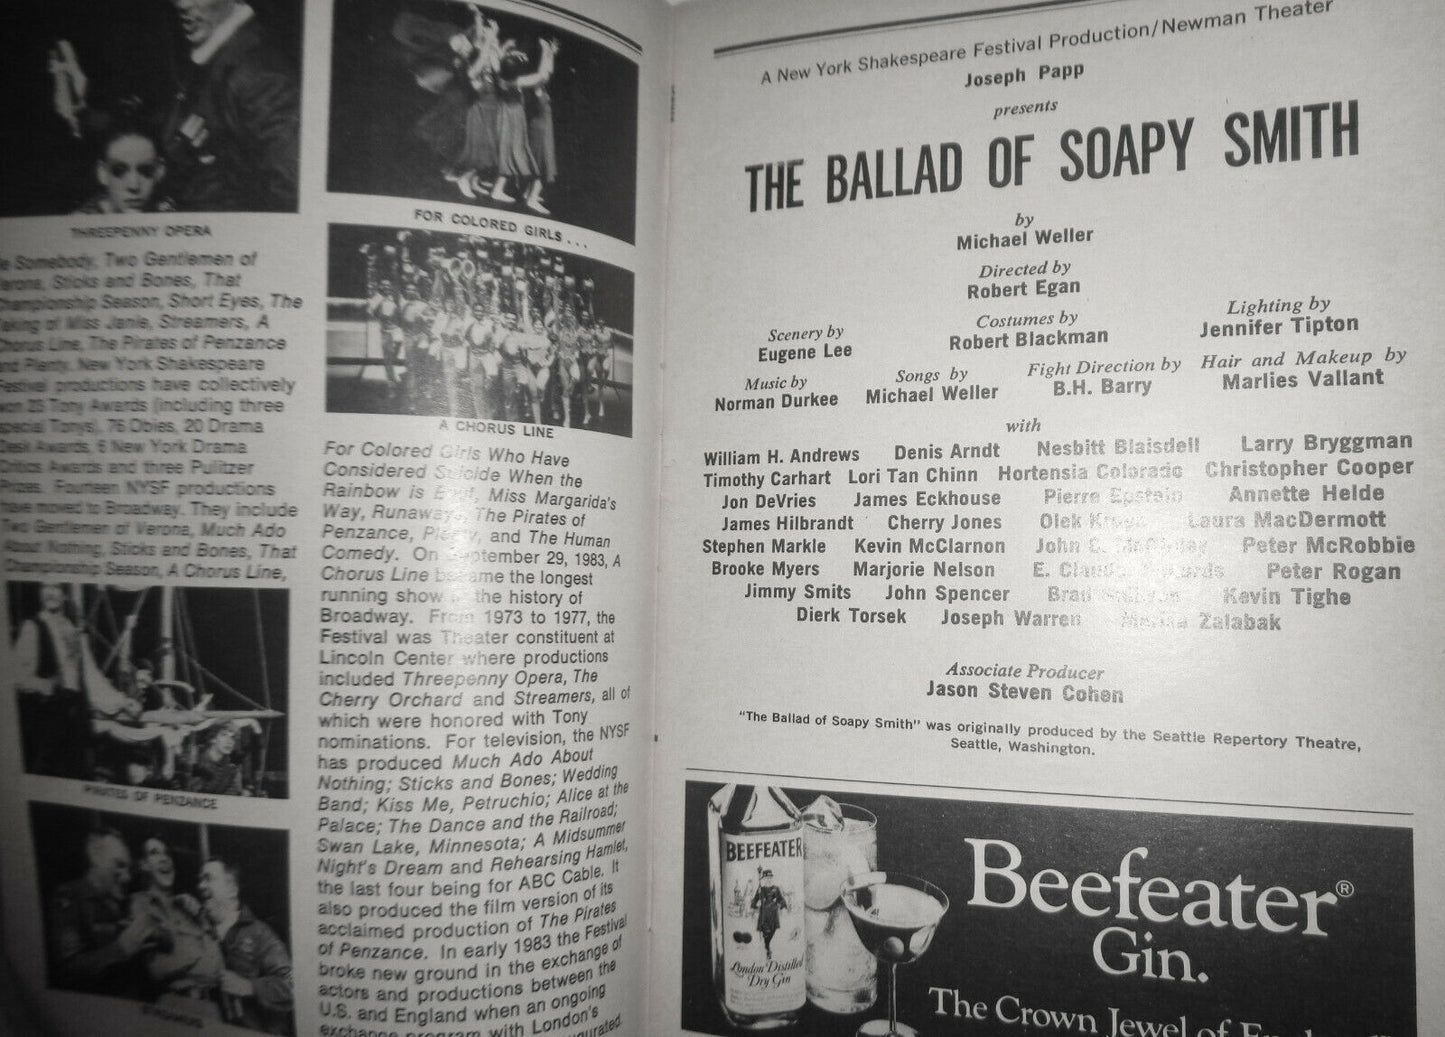 THREEPENNY OPERA
Somebody, Two Gentlemen of
Verona, Sticks and Bones, That
Championship Season, Short Eyes, The
Taking of Miss Janie, Streamers, A
Chorus Line, The Pirates of Penzance
and Plenty. New York Shakespeare
Festival productions have collectively
won 25 Tony Awards (including three
special Tonys), 76 Obies, 20 Drama
Desk Awards, 6 New York Drama
Critics Awards and three Pulitzer
Prizes. Fourteen NYSF productions
have moved to Broadway. They include
Two Gentlemen of Verona, Much Ado
About Nothing, Sticks and Bones, That
Championship Season, A Chorus Line,
PIRATES OF PENZANCE
FOR COLORED GIRLS . . .
A CHORUS LINE
For Colored Girls Who Have
Considered Suicide When the
Rainbow is Enuf, Miss Margarida's
Way, Runaways, The Pirates of
Penzance, Plenty, and The Human
Comedy. On September 29, 1983, A
Chorus Line became the longest
running show in the history of
Broadway. From 1973 to 1977, the
Festival was Theater constituent at
Lincoln Center where productions
included Threepenny Opera, The
Cherry Orchard and Streamers, all of
which were honored with Tony
nominations. For television, the NYSF
has produced Much Ado About
Nothing; Sticks and Bones; Wedding
Band; Kiss Me, Petruchio; Alice at the
Palace; The Dance and the Railroad;
Swan Lake, Minnesota; A Midsummer
Night's Dream and Rehearsing Hamlet,
the last four being for ABC Cable. It
also produced the film version of its
acclaimed production of The Pirates
of Penzance. In early 1983 the Festival
broke new ground in the exchange of
actors and productions between the
U.S. and England when an ongoing
exchange program with London's
A New York Shakespeare Festival Production/Newman Theater
Joseph Papp
presents
THE BALLAD OF SOAPY SMITH
by
Michael Weller
Directed by
Robert Egan
Scenery by Costumes by Lighting by
Eugene Lee Robert Blackman Jennifer Tipton
Music by Songs by Fight Direction by Hair and Makeup by
Norman Durkee Michael Weller B.H. Barry Marlies Vallant
with
William H. Andrews Denis Arndt Nesbitt Blaisdell Larry Bryggman
Timothy Carhart Lori Tan Chinn Hortensia Colorado Christopher Cooper
Jon DeVries James Eckhouse Pierre Epstein Annette Helde
James Hilbrandt Cherry Jones Olek Laura MacDermott
Stephen Markle Kevin McClarnon John C. Peter McRobbie
Brooke Myers Marjorie Nelson E. Peter Rogan
Jimmy Smits John Spencer Brad Kevin Tighe
Dierk Torsek Joseph Warren Zalabak
Associate Producer
Jason Steven Cohen
"The Ballad of Soapy Smith" was originally produced by the Seattle Repertory Theatre,
Seattle, Washington.
BEEFEATER
London Distilled
Dry Gin
Beefeater®
Gin.
The Crown Jewel of